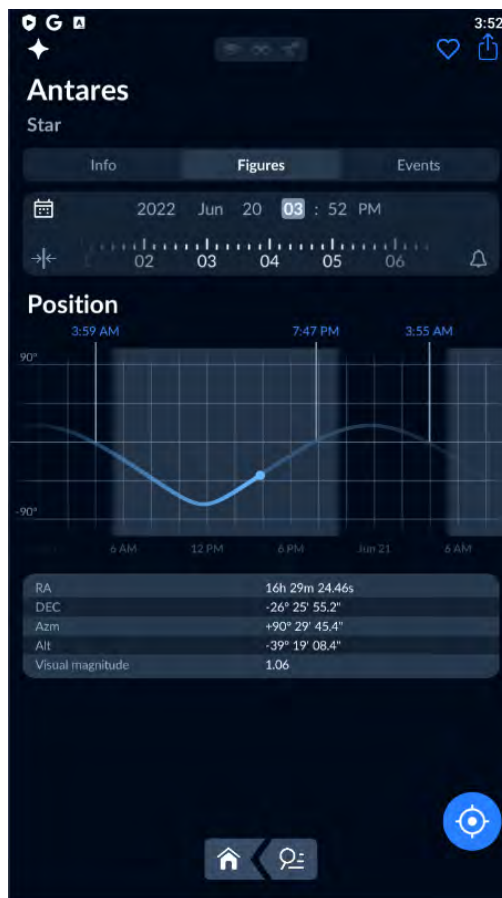 3:52
Antares
Star
Info Figures Events
2022 Jun 20 03 : 52 PM
02 03 04 05 06
Position
3:59 AM 7:47 PM 3:55 AM
90°
-90°
6 AM 12 PM 6 PM Jun 21 6 AM
RA 16h 29m 24.46s
DEC -26° 25' 55.2"
Azm +90° 29' 45.4"
Alt -39° 19' 08.4"
Visual magnitude 1.06